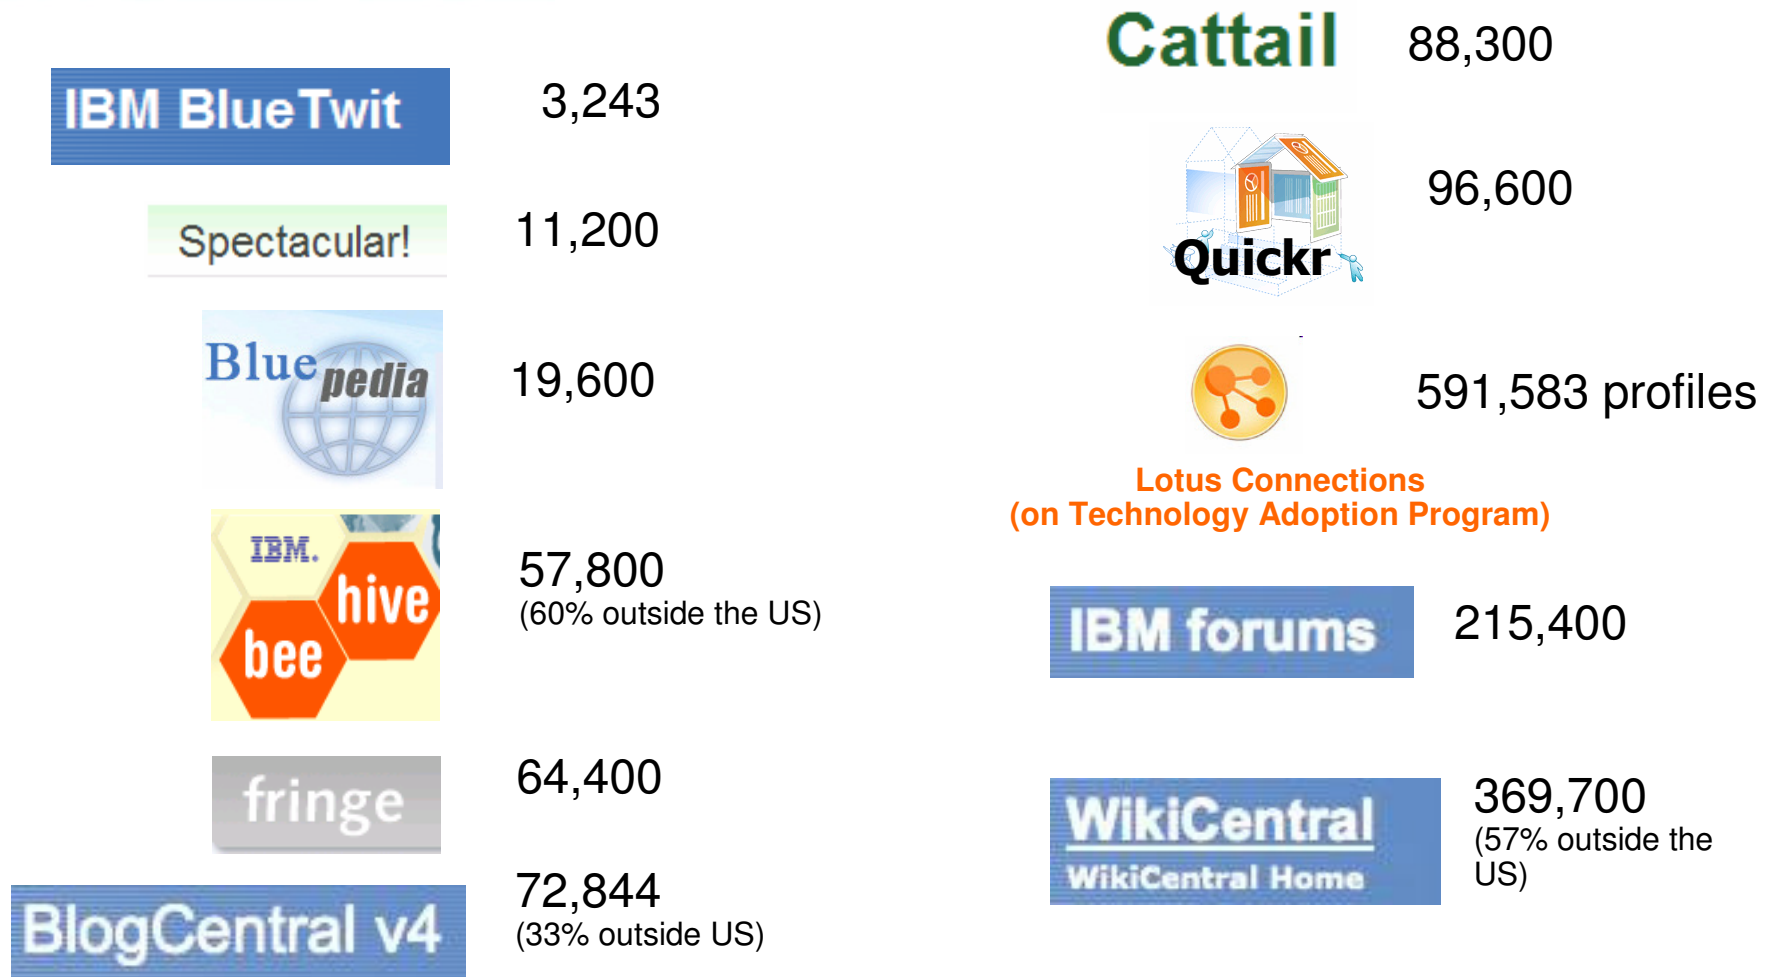 IBM BlueTwit
3,243
Spectacular!
11,200
Blue
pedia
19,600
IBM.
hive
bee
57,800
(60% outside the US)
fringe
64,400
BlogCentral v4
72,844
(33% outside US)
Cattail
88,300
Quickr
96,600
591,583 profiles
Lotus Connections
(on Technology Adoption Program)
IBM forums
215,400
WikiCentral
WikiCentral Home
369,700
(57% outside the
US)